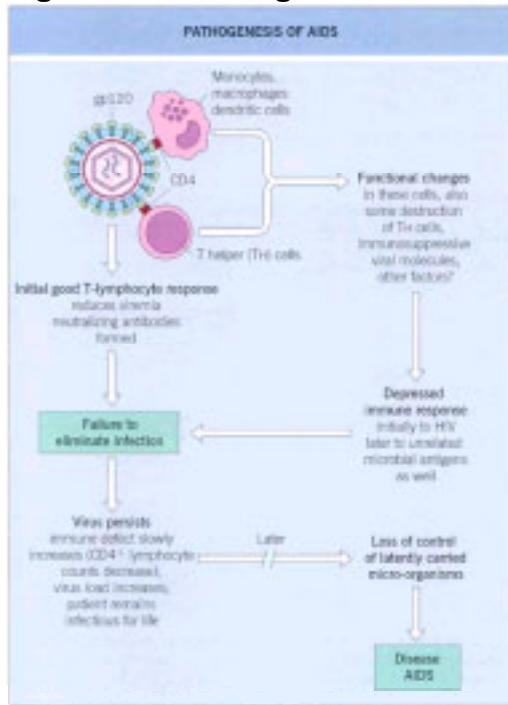 PATHOGENESIS OF AIDS
Monocytes,
macrophages
dendritic cells
gp120
CD4
T helper (TH) cells
Functional changes
in these cells, also
some destruction
of TH cells,
immunosuppressive
viral molecules,
other factors?
Initial good T-lymphocyte response
reduces viremia
neutralizing antibodies
formed
Depressed
immune response
initially to HIV
later to unrelated
microbial antigens
as well
Failure to
eliminate infection
Virus persists
immune defect slowly
increases (CD4+ lymphocyte
counts decrease),
virus load increases,
patient remains
infectious for life
Later
Loss of control
of latently carried
micro-organisms
Disease
AIDS